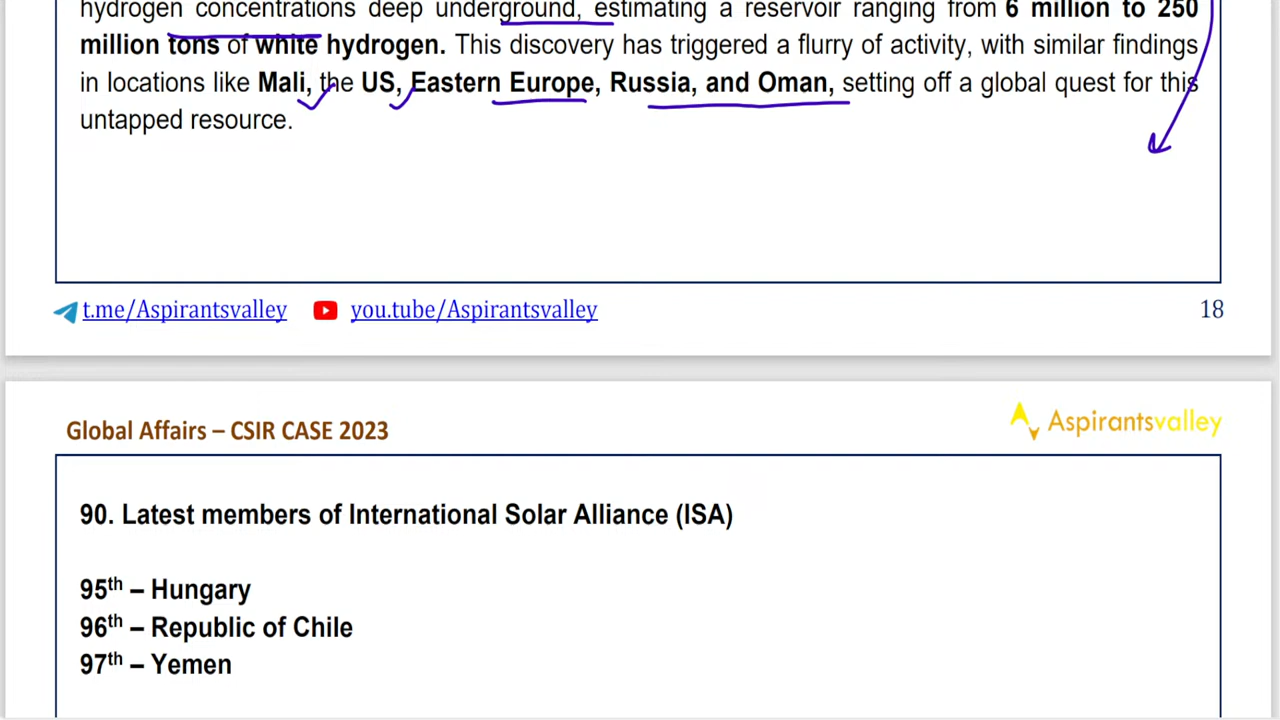 hydrogen concentrations deep underground, estimating a reservoir ranging from 6 million to 250
million tons of white hydrogen. This discovery has triggered a flurry of activity, with similar findings
in locations like Mali, the US, Eastern Europe, Russia, and Oman, setting off a global quest for this
untapped resource.
t.me/Aspirantsvalley you.tube/Aspirantsvalley 18
Global Affairs – CSIR CASE 2023 Aspirantsvalley
90. Latest members of International Solar Alliance (ISA)
95th – Hungary
96th – Republic of Chile
97th – Yemen